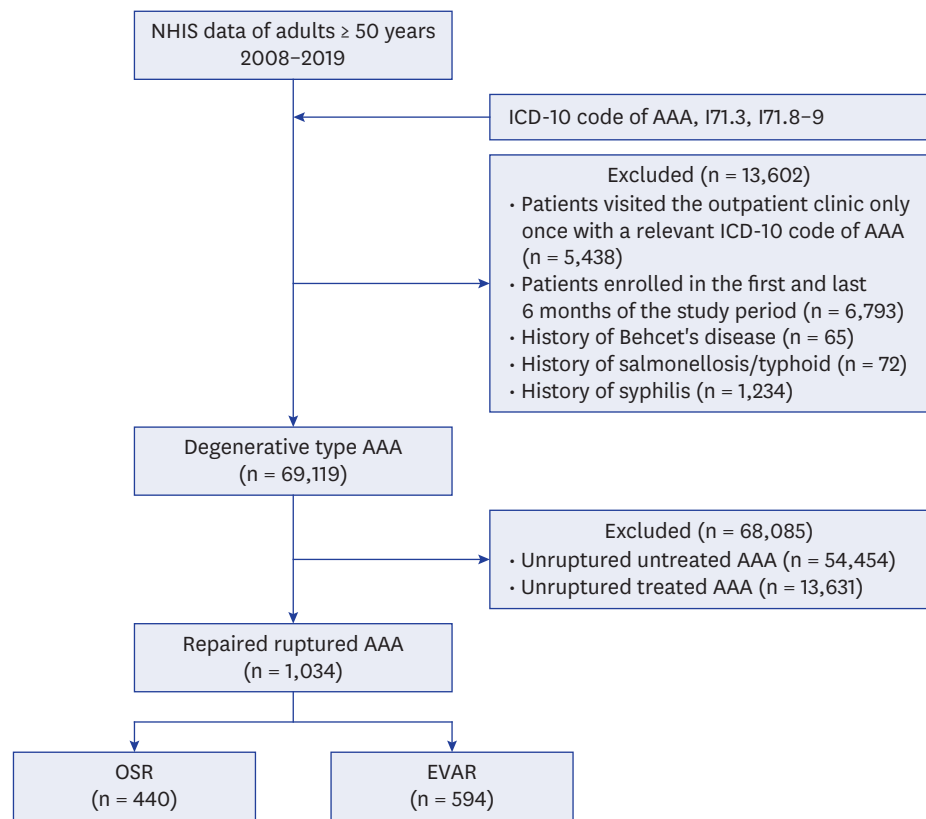 NHIS data of adults ≥ 50 years
2008–2019
ICD-10 code of AAA, I71.3, I71.8–9
Excluded (n = 13,602)
· Patients visited the outpatient clinic only
once with a relevant ICD-10 code of AAA
(n = 5,438)
· Patients enrolled in the first and last
6 months of the study period (n = 6,793)
· History of Behcet's disease (n = 65)
· History of salmonellosis/typhoid (n = 72)
· History of syphilis (n = 1,234)
Degenerative type AAA
(n = 69,119)
Excluded (n = 68,085)
· Unruptured untreated AAA (n = 54,454)
· Unruptured treated AAA (n = 13,631)
Repaired ruptured AAA
(n = 1,034)
OSR
(n = 440)
EVAR
(n = 594)